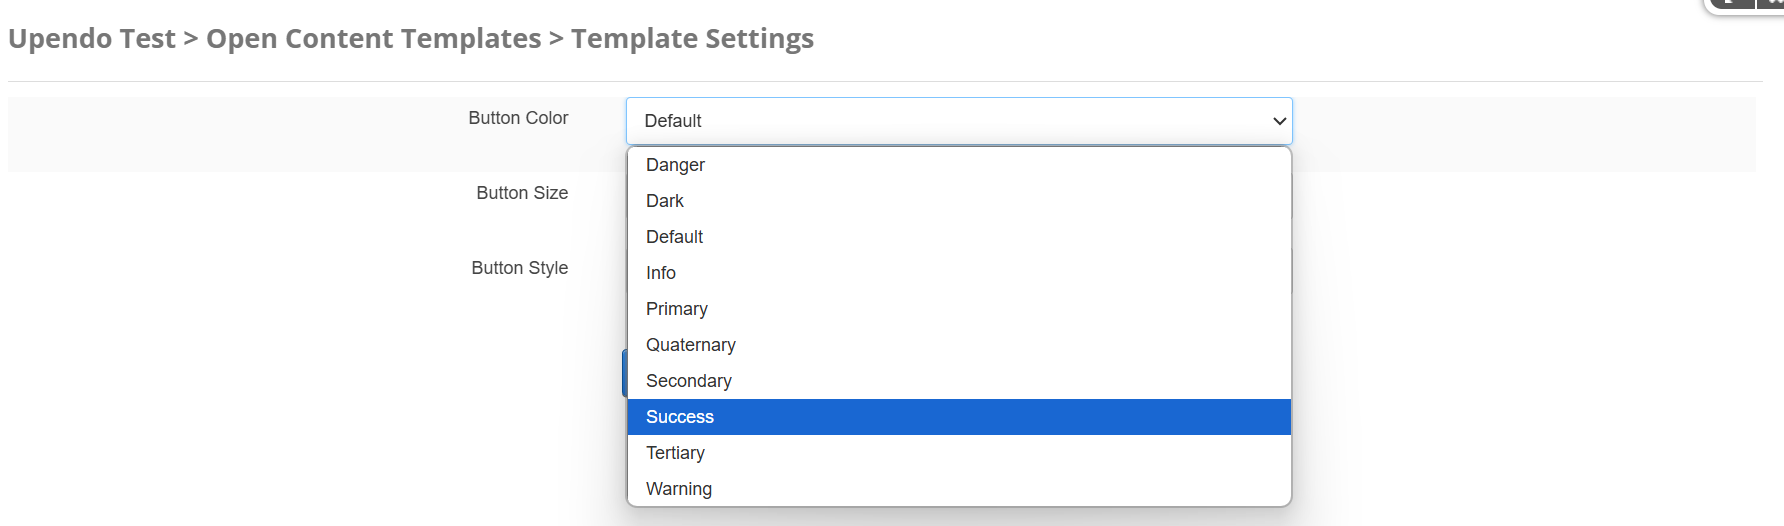 Upendo Test > Open Content Templates > Template Settings
Button Color
Default
Danger
Dark
Default
Info
Primary
Quaternary
Secondary
Success
Tertiary
Warning
Button Size
Button Style